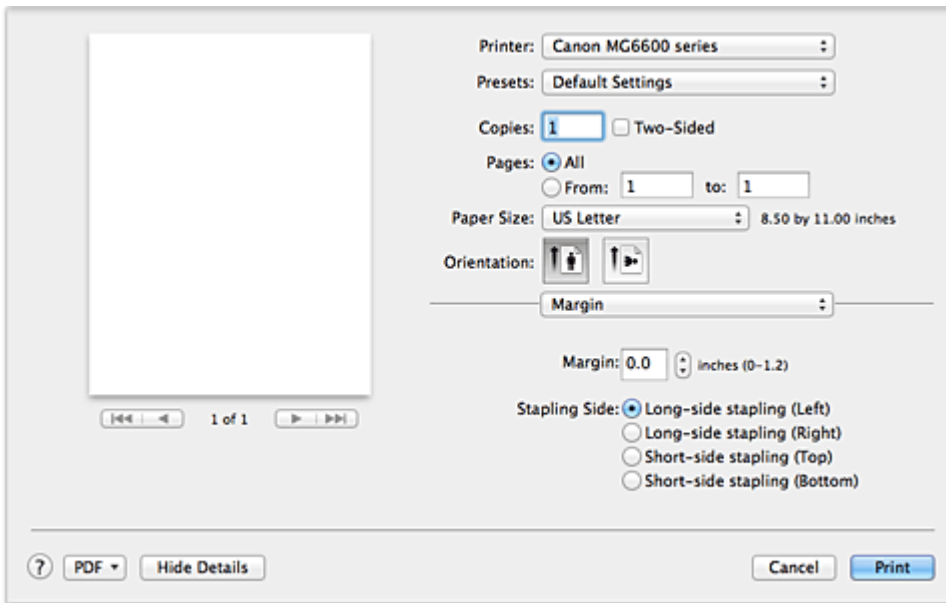 Printer: Canon MG6600 series
Presets: Default Settings
Copies: 1 Two-Sided
Pages: All
From: 1 to: 1
Paper Size: US Letter 8.50 by 11.00 inches
Orientation:
Margin
Margin: 0.0 inches (0-1.2)
1 of 1
Stapling Side: Long-side stapling (Left)
Long-side stapling (Right)
Short-side stapling (Top)
Short-side stapling (Bottom)
? PDF Hide Details Cancel Print